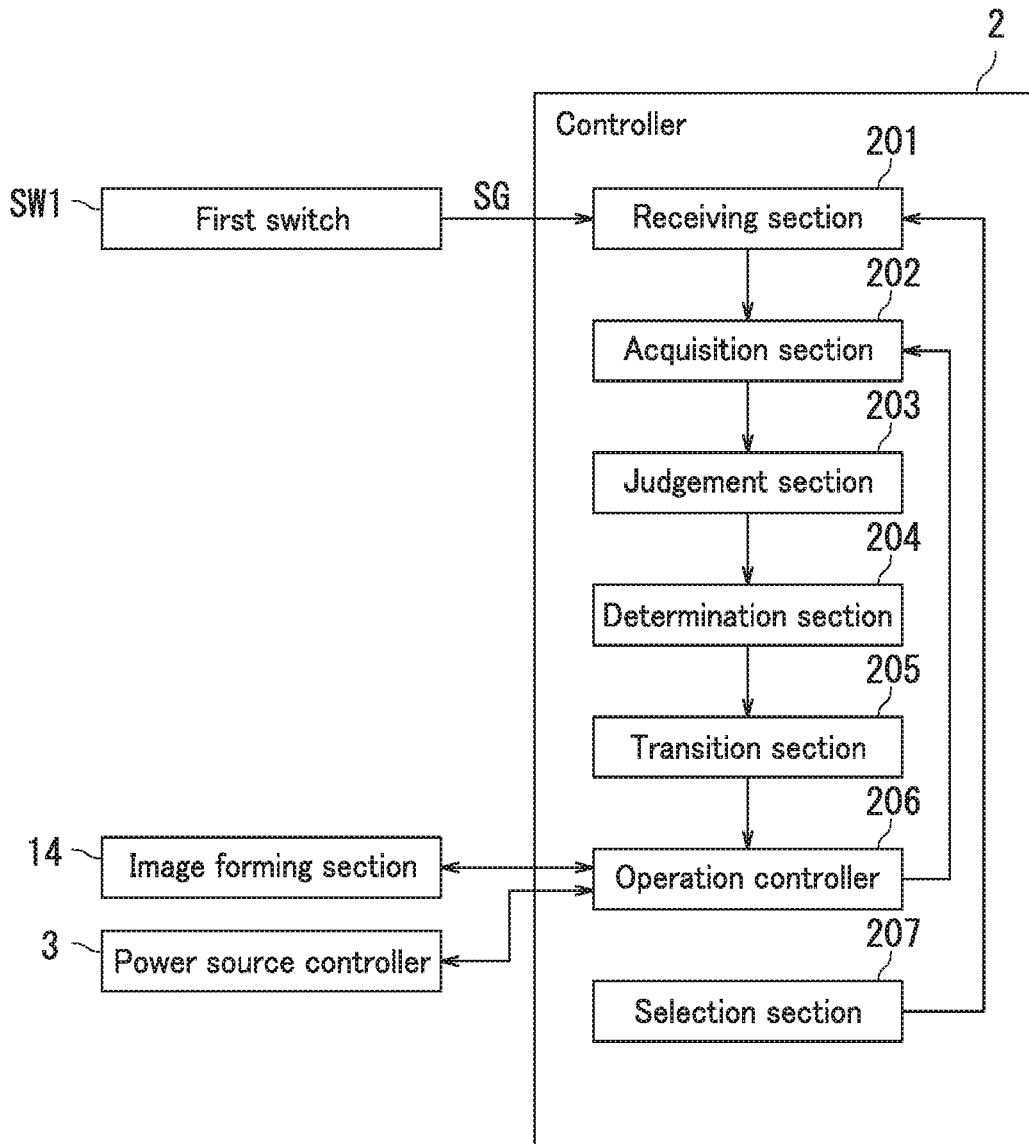 2
Controller
201
SW1
First switch
SG
Receiving section
202
Acquisition section
203
Judgement section
204
Determination section
205
Transition section
206
14
Image forming section
Operation controller
3
Power source controller
207
Selection section